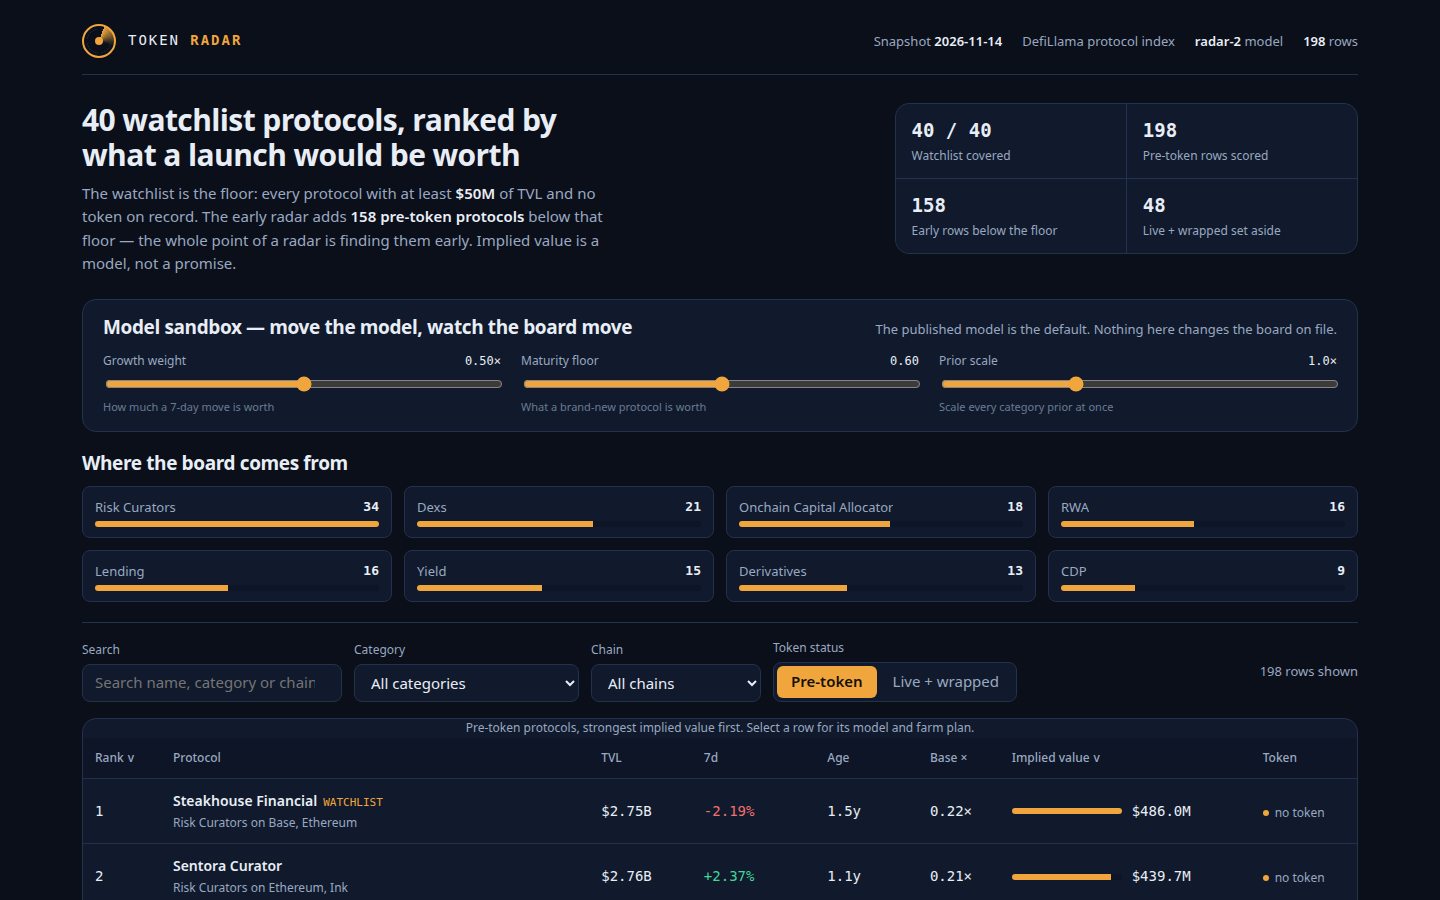 TOKEN RADAR
Snapshot 2026-11-14 DefiLlama protocol index radar-2 model 198 rows
40 watchlist protocols, ranked by
what a launch would be worth
The watchlist is the floor: every protocol with at least $50M of TVL and no
token on record. The early radar adds 158 pre-token protocols below that
floor — the whole point of a radar is finding them early. Implied value is a
model, not a promise.
40 / 40
Watchlist covered
198
Pre-token rows scored
158
Early rows below the floor
48
Live + wrapped set aside
Model sandbox — move the model, watch the board move
The published model is the default. Nothing here changes the board on file.
Growth weight 0.50×
How much a 7-day move is worth
Maturity floor 0.60
What a brand-new protocol is worth
Prior scale 1.0×
Scale every category prior at once
Where the board comes from
Risk Curators 34
Dexs 21
Onchain Capital Allocator 18
RWA 16
Lending 16
Yield 15
Derivatives 13
CDP 9
Search
Search name, category or chain
Category
All categories
Chain
All chains
Token status
Pre-token Live + wrapped
198 rows shown
Pre-token protocols, strongest implied value first. Select a row for its model and farm plan.
Rank v Protocol TVL 7d Age Base × Implied value v Token
1 Steakhouse Financial WATCHLIST $2.75B -2.19% 1.5y 0.22× $486.0M no token
Risk Curators on Base, Ethereum
2 Sentora Curator $2.76B +2.37% 1.1y 0.21× $439.7M no token
Risk Curators on Ethereum, Ink